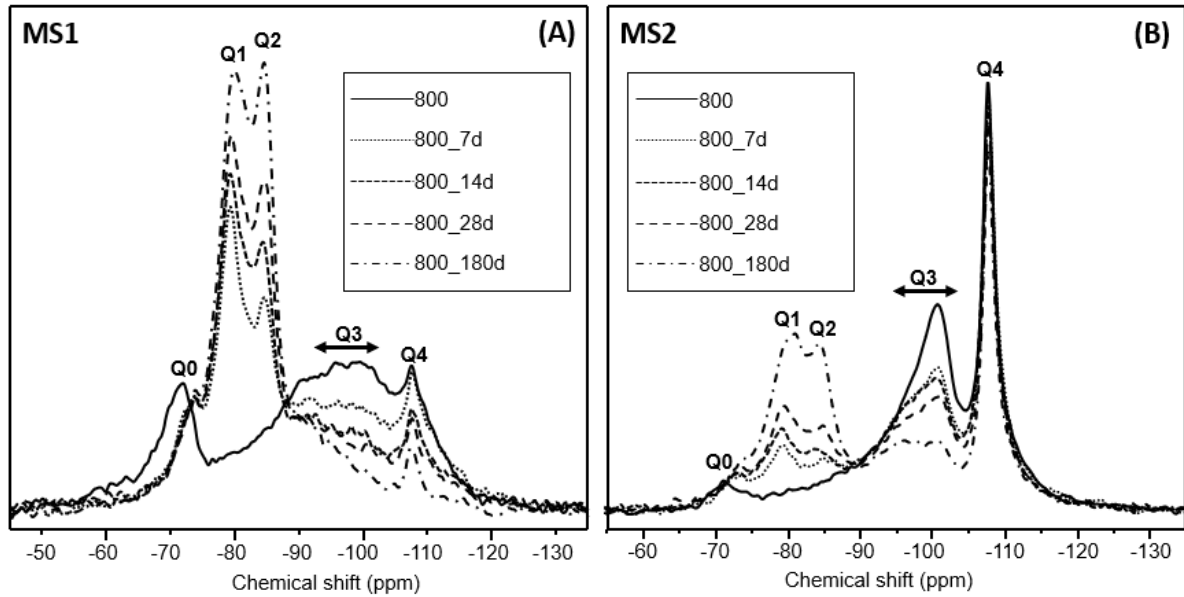 MS1
(A)
Q1
Q2
800
800_7d
800_14d
800_28d
800_180d
Q0
Q3
Q4
-50
-60
-70
-80
-90
-100
-110
-120
-130
Chemical shift (ppm)
MS2
(B)
Q4
800
800_7d
800_14d
800_28d
800_180d
Q3
Q1
Q2
Q0
-60
-70
-80
-90
-100
-110
-120
-130
Chemical shift (ppm)